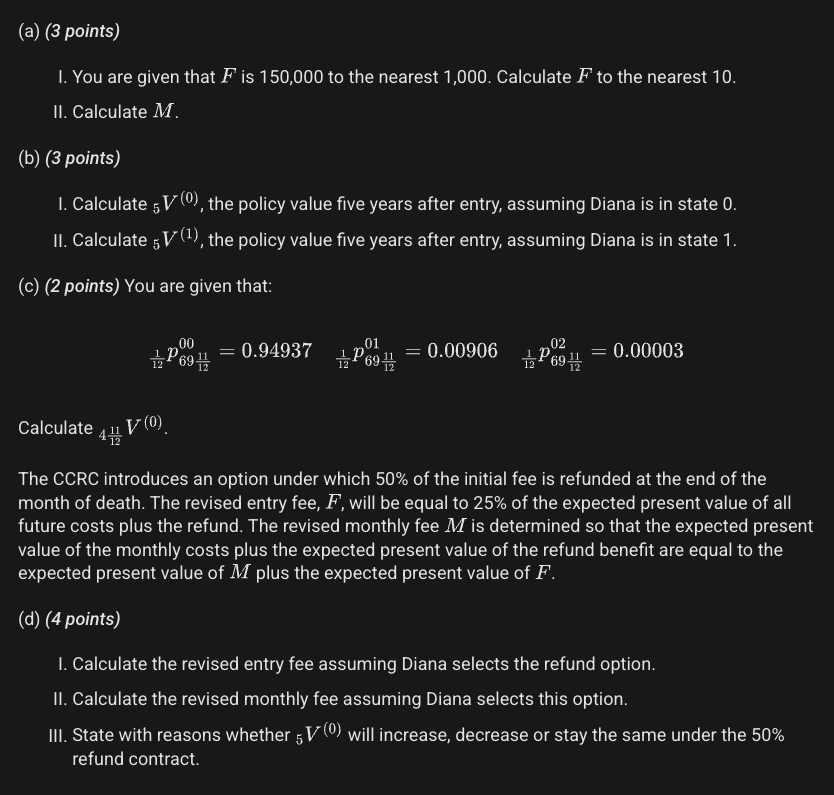 (a) (3 points)
I. You are given that F is 150,000 to the nearest 1,000. Calculate F to the nearest 10.
II. Calculate M.
(b) (3 points)
I. Calculate ₅V⁽⁰⁾, the policy value five years after entry, assuming Diana is in state 0.
II. Calculate ₅V⁽¹⁾, the policy value five years after entry, assuming Diana is in state 1.
(c) (2 points) You are given that:
$_{\frac{1}{12}}p^{00}_{69\frac{11}{12}} = 0.94937 \quad _{\frac{1}{12}}p^{01}_{69\frac{11}{12}} = 0.00906 \quad _{\frac{1}{12}}p^{02}_{69\frac{11}{12}} = 0.00003$
Calculate $_{4\frac{11}{12}}V^{(0)}$.
The CCRC introduces an option under which 50% of the initial fee is refunded at the end of the
month of death. The revised entry fee, F, will be equal to 25% of the expected present value of all
future costs plus the refund. The revised monthly fee M is determined so that the expected present
value of the monthly costs plus the expected present value of the refund benefit are equal to the
expected present value of M plus the expected present value of F.
(d) (4 points)
I. Calculate the revised entry fee assuming Diana selects the refund option.
II. Calculate the revised monthly fee assuming Diana selects this option.
III. State with reasons whether ₅V⁽⁰⁾ will increase, decrease or stay the same under the 50%
refund contract.